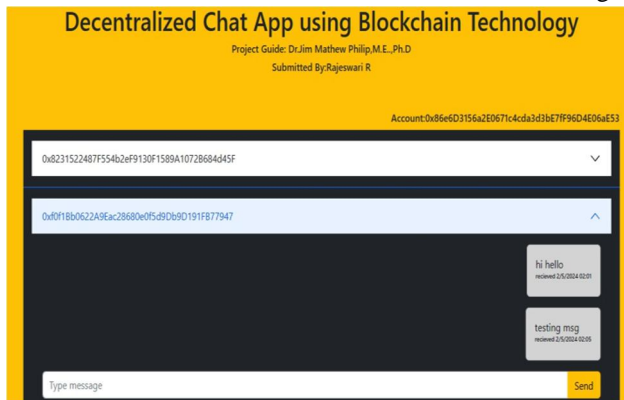 Decentralized Chat App using Blockchain Technology
Project Guide: Dr.Jim Mathew Philip,M.E.,Ph.D
Submitted By:Rajeswari R
Account:0x86e6D3156a2E0671c4cda3d3bE7fF96D4E06aE53
0x8231522487F554b2eF9130F1589A1072B684d45F
0xf0f1Bb0622A9Eac28680e0f5d9Db9D191FB77947
hi hello
recieved 2/5/2024 02:01
testing msg
recieved 2/5/2024 02:05
Type message
Send